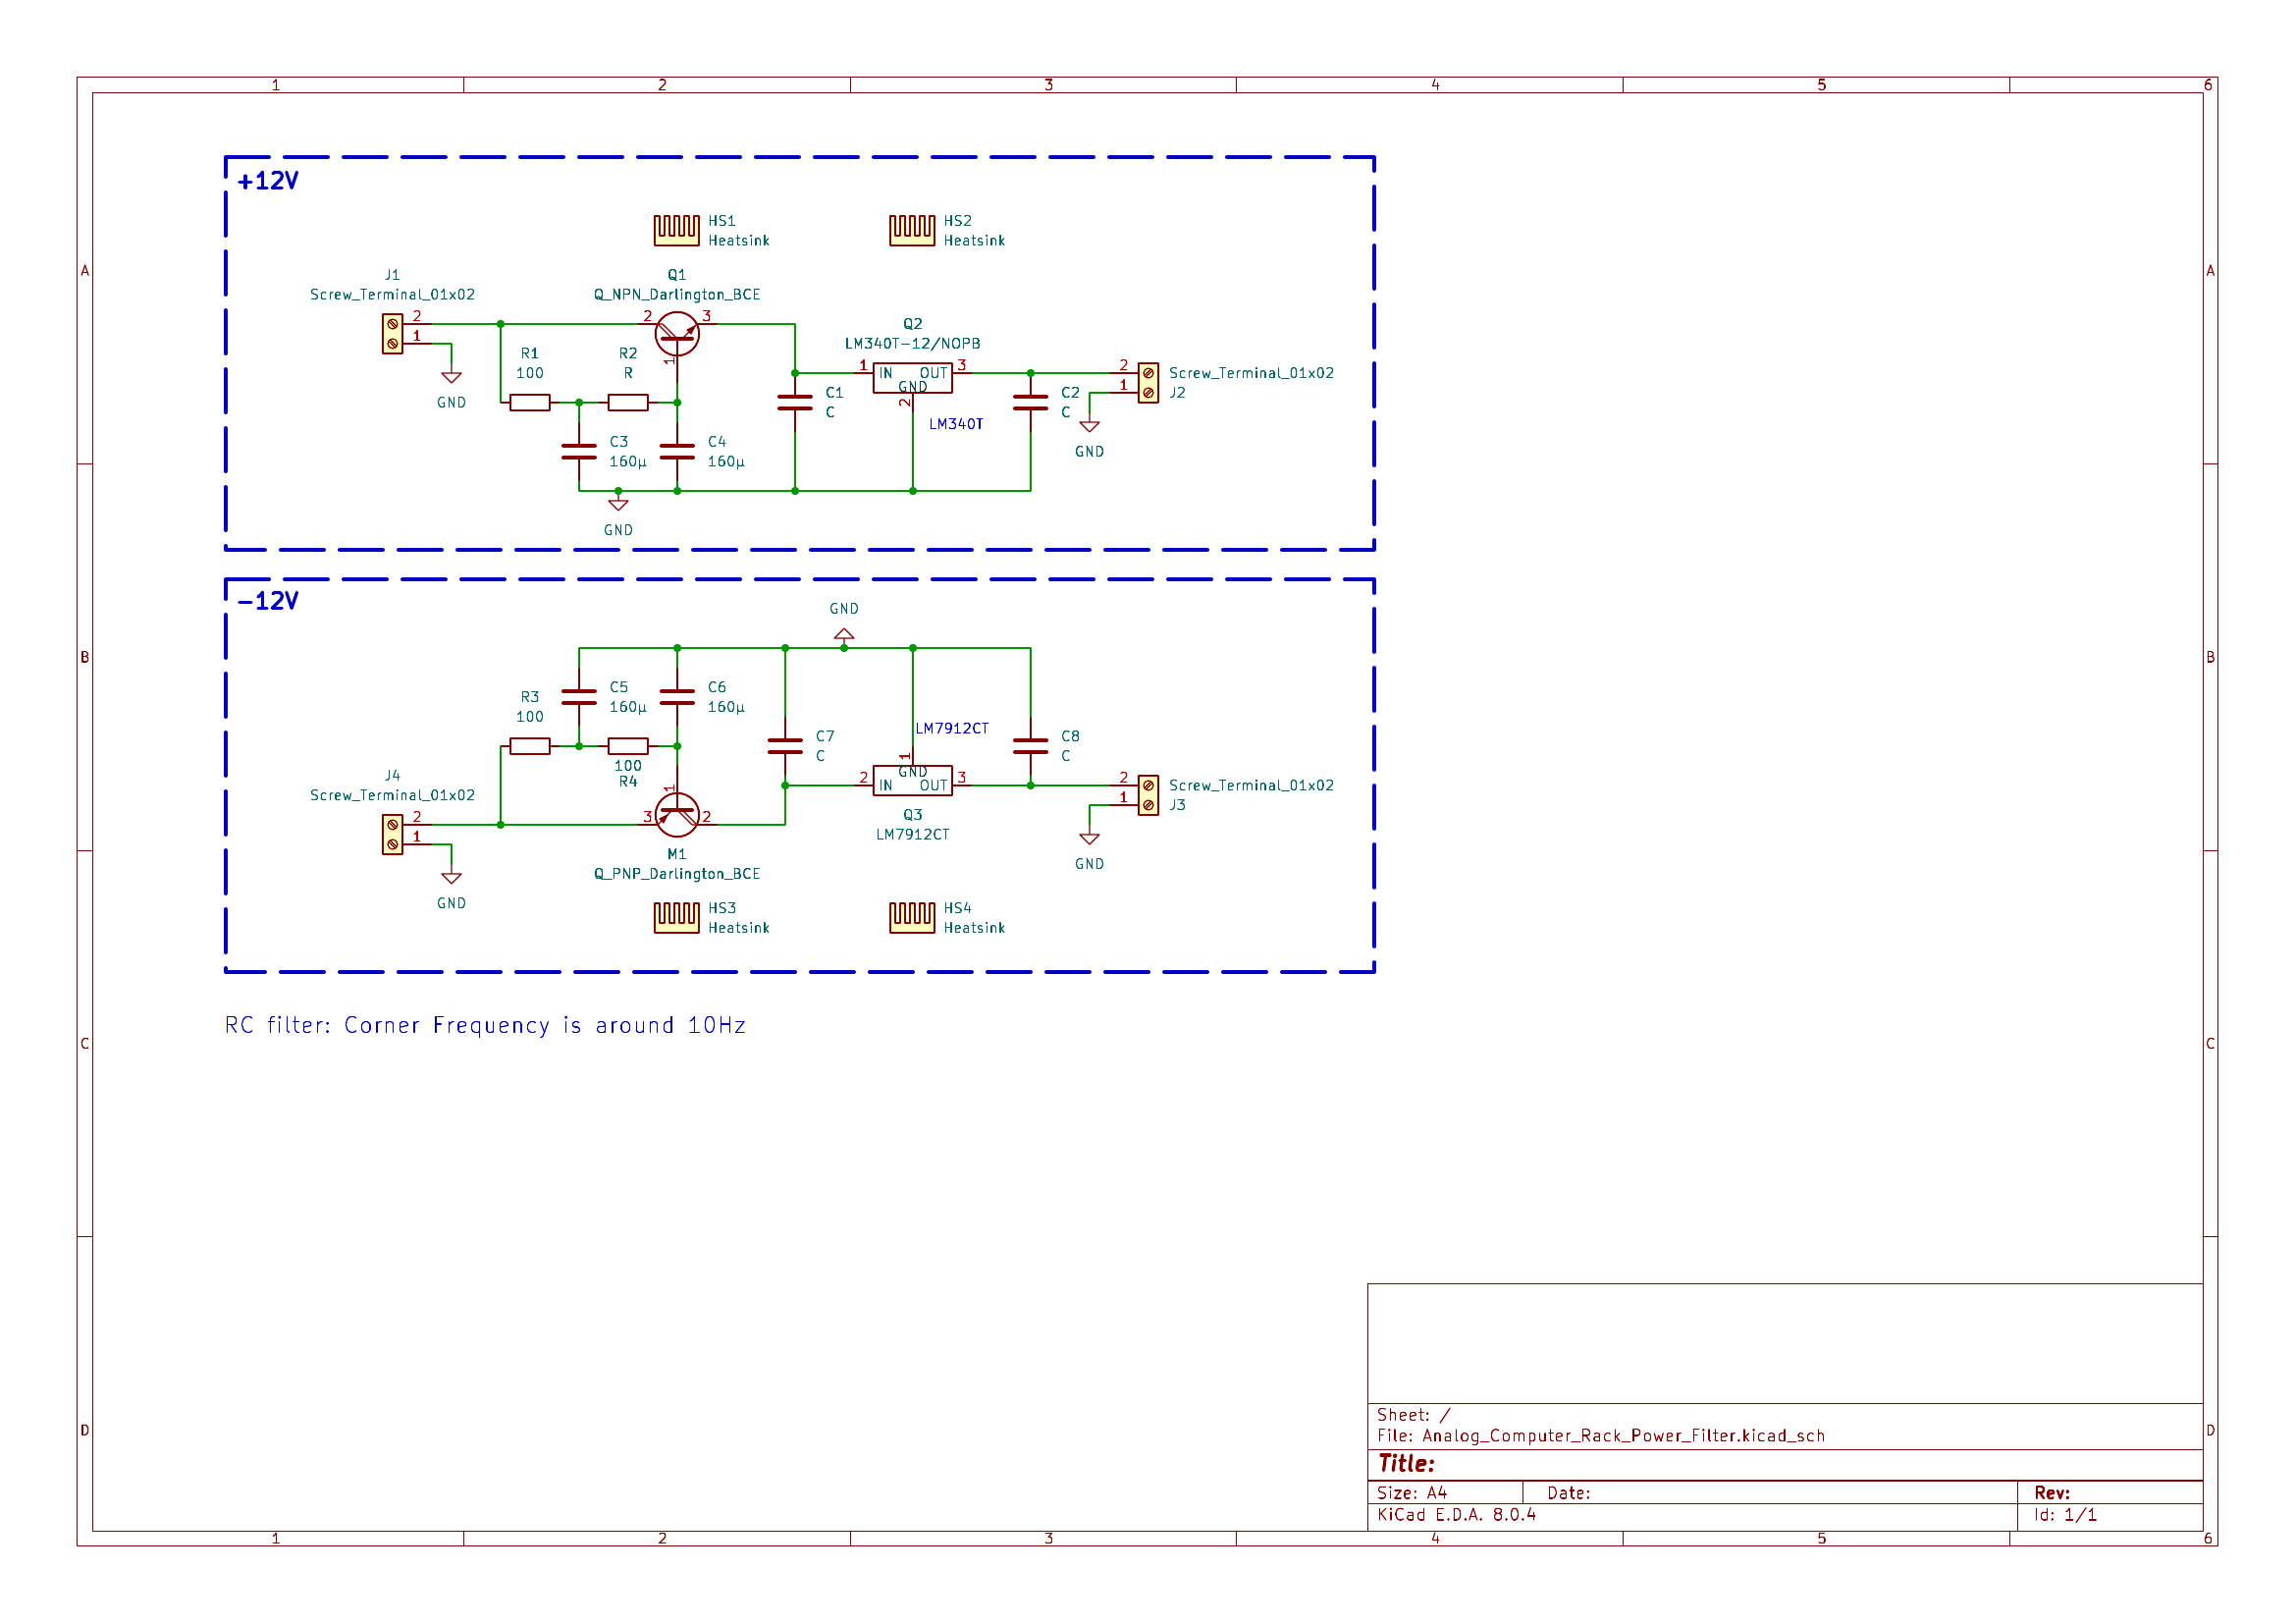 1 2 3 4 5 6
A A
B B
C C
D D
+12V
HS1
Heatsink
HS2
Heatsink
J1
Screw_Terminal_01x02
2
1
GND
Q1
Q_NPN_Darlington_BCE
2 3
1
R1
100
R2
R
C3
160µ
C4
160µ
GND
C1
C
Q2
LM340T-12/NOPB
1 IN OUT 3
GND
2
LM340T
C2
C
2
1
Screw_Terminal_01x02
J2
GND
-12V
GND
R3
100
C5
160µ
C6
160µ
100
R4
C7
C
LM7912CT
1
GND
2 IN OUT 3
Q3
LM7912CT
C8
C
2
1
Screw_Terminal_01x02
J3
GND
J4
Screw_Terminal_01x02
2
1
GND
1
3 2
M1
Q_PNP_Darlington_BCE
HS3
Heatsink
HS4
Heatsink
RC filter: Corner Frequency is around 10Hz
Sheet: /
File: Analog_Computer_Rack_Power_Filter.kicad_sch
Title:
Size: A4 Date: Rev:
KiCad E.D.A. 8.0.4 Id: 1/1
1 2 3 4 5 6